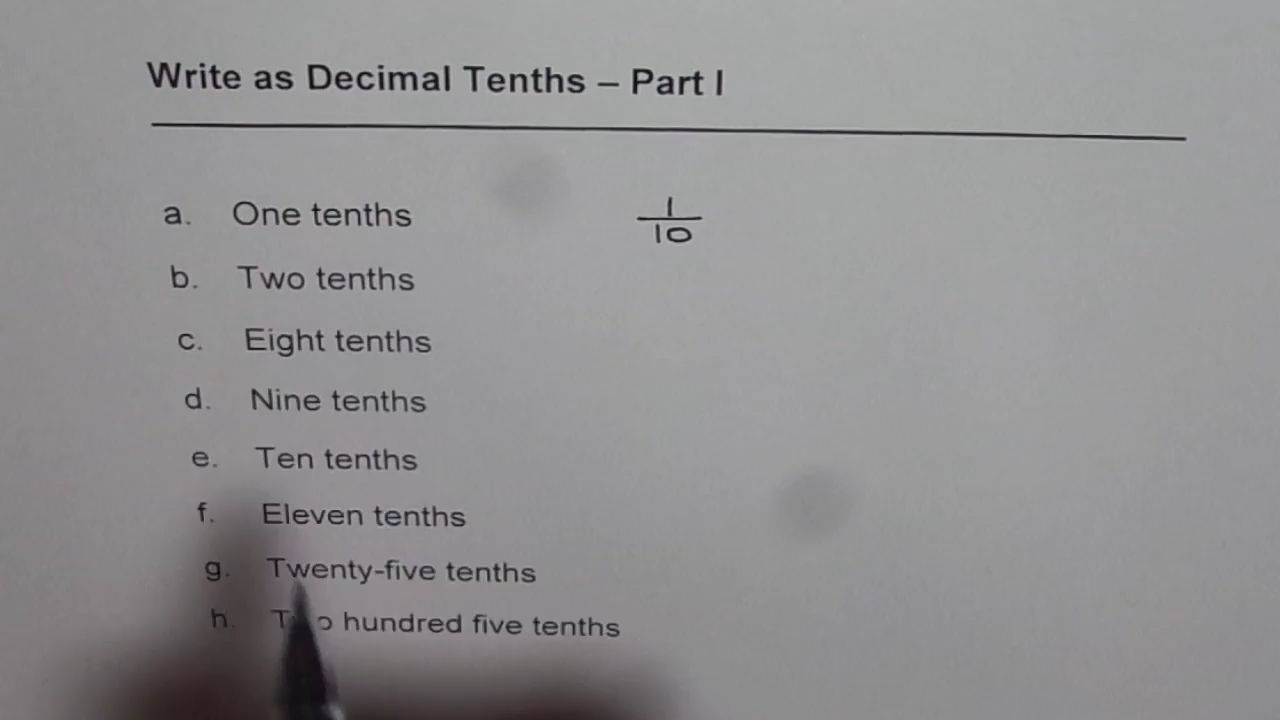 Write as Decimal Tenths – Part I
a. One tenths 1/10
b. Two tenths
c. Eight tenths
d. Nine tenths
e. Ten tenths
f. Eleven tenths
g. Twenty-five tenths
h. Two hundred five tenths